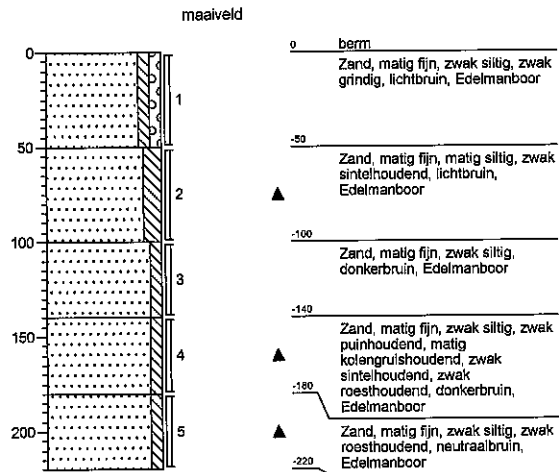 maaiveld
0
50
100
150
200
1
2
3
4
5
0 berm
Zand, matig fijn, zwak siltig, zwak
grindig, lichtbruin, Edelmanboor
-50
Zand, matig fijn, matig siltig, zwak
sintelhoudend, lichtbruin,
Edelmanboor
-100
Zand, matig fijn, zwak siltig,
donkerbruin, Edelmanboor
-140
Zand, matig fijn, zwak siltig, zwak
puinhoudend, matig
kolengruishoudend, zwak
sintelhoudend, zwak
roesthoudend, donkerbruin,
Edelmanboor
-180
Zand, matig fijn, zwak siltig, zwak
roesthoudend, neutraalbruin,
Edelmanboor
-220